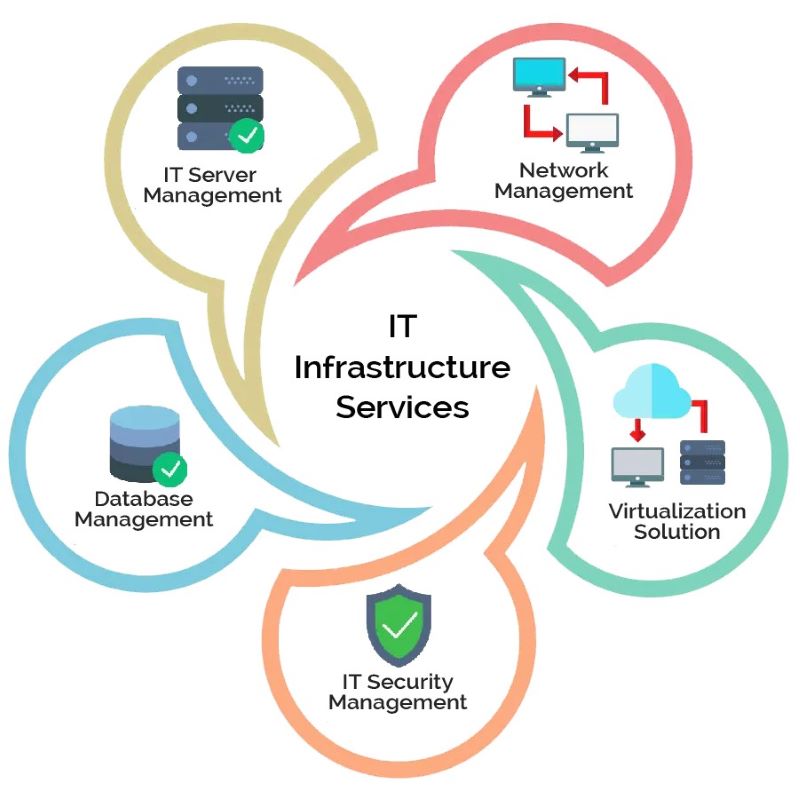 IT Server
Management
Network
Management
IT
Infrastructure
Services
Database
Management
Virtualization
Solution
IT Security
Management